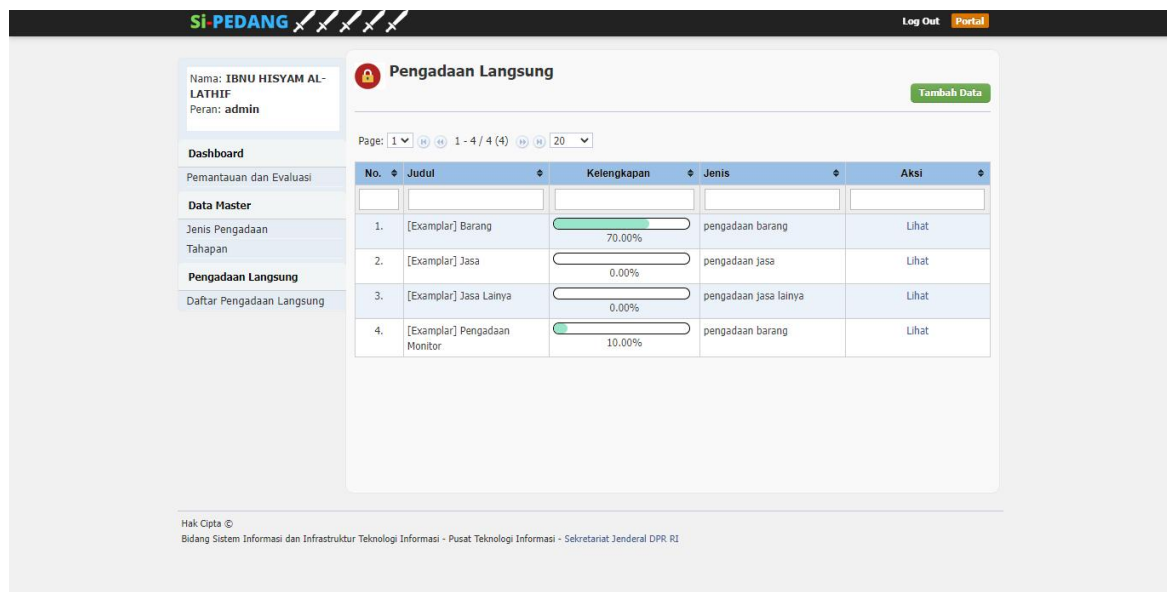 Si-PEDANG
Log Out Portal
Nama: IBNU HISYAM AL-
LATHIF
Peran: admin
Dashboard
Pemantauan dan Evaluasi
Data Master
Jenis Pengadaan
Tahapan
Pengadaan Langsung
Daftar Pengadaan Langsung
Pengadaan Langsung
Tambah Data
Page: 1 1 - 4 / 4 (4) 20
No. Judul Kelengkapan Jenis Aksi
1. [Examplar] Barang 70.00% pengadaan barang Lihat
2. [Examplar] Jasa 0.00% pengadaan jasa Lihat
3. [Examplar] Jasa Lainya 0.00% pengadaan jasa lainya Lihat
4. [Examplar] Pengadaan 10.00% pengadaan barang Lihat
Monitor
Hak Cipta ©
Bidang Sistem Informasi dan Infrastruktur Teknologi Informasi - Pusat Teknologi Informasi - Sekretariat Jenderal DPR RI